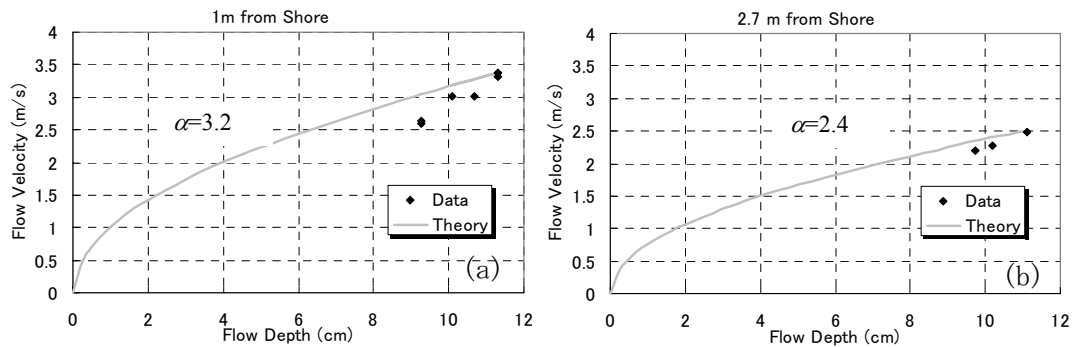 1m from Shore
4
3.5
3
2.5
2
1.5
1
0.5
0
Flow Velocity (m/s)
α=3.2
Data
Theory
(a)
0 2 4 6 8 10 12
Flow Depth (cm)
2.7 m from Shore
4
3.5
3
2.5
2
1.5
1
0.5
0
Flow Velocity (m/s)
α=2.4
Data
Theory
(b)
0 2 4 6 8 10 12
Flow Depth (cm)